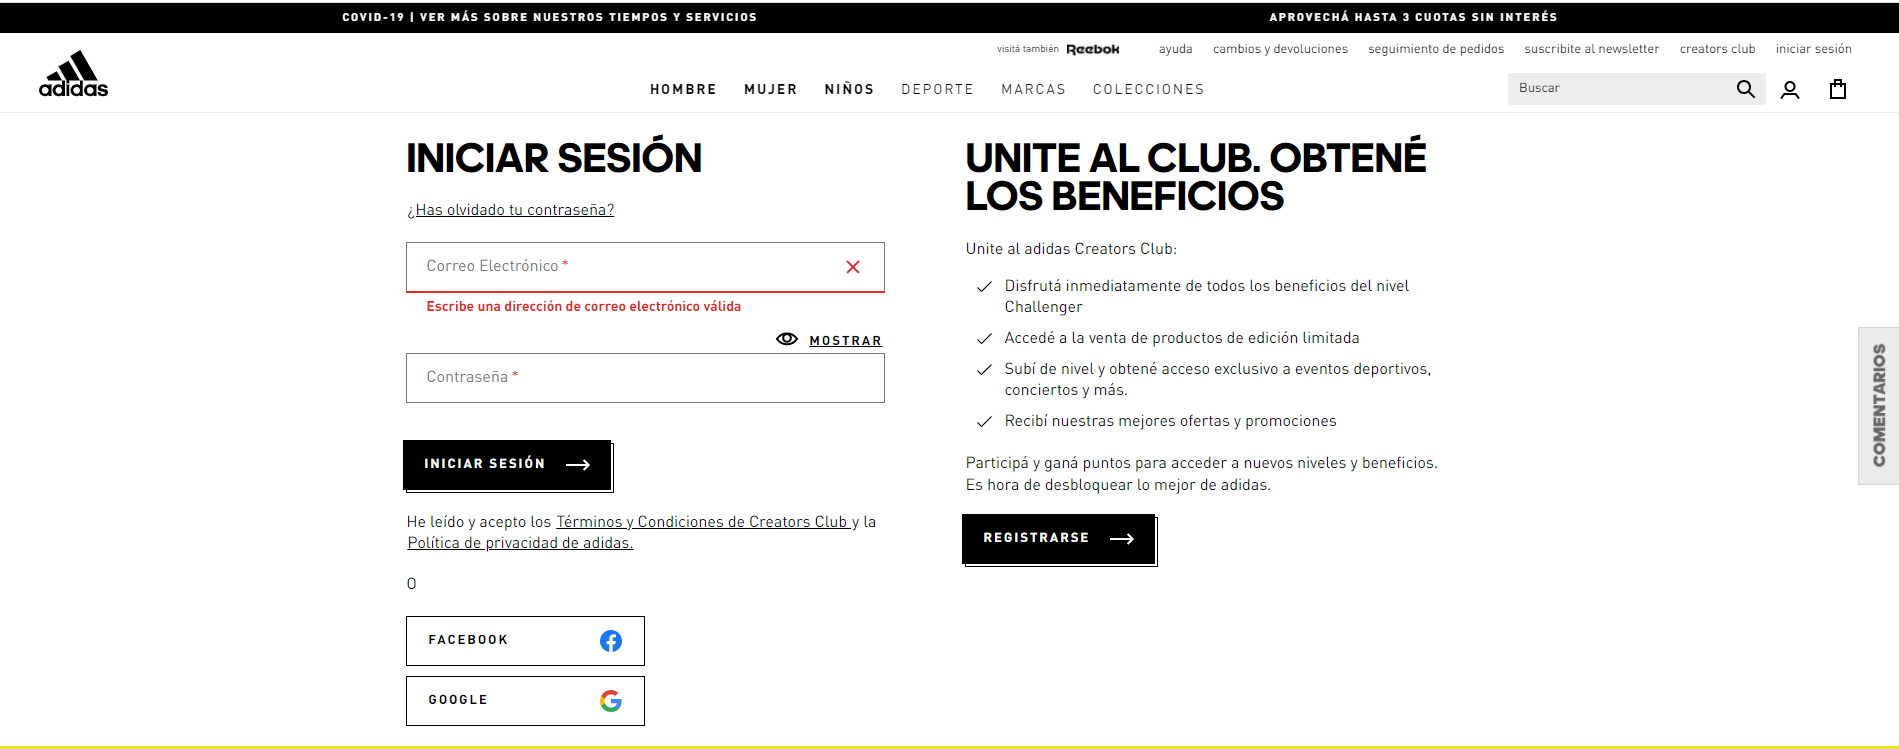 COVID-19 | VER MÁS SOBRE NUESTROS TIEMPOS Y SERVICIOS
APROVECHÁ HASTA 3 CUOTAS SIN INTERÉS
visitá también Reebok
ayuda
cambios y devoluciones
seguimiento de pedidos
suscribite al newsletter
creators club
iniciar sesión
adidas
HOMBRE
MUJER
NIÑOS
DEPORTE
MARCAS
COLECCIONES
Buscar
INICIAR SESIÓN
¿Has olvidado tu contraseña?
Correo Electrónico *
Escribe una dirección de correo electrónico válida
MOSTRAR
Contraseña *
INICIAR SESIÓN
He leído y acepto los Términos y Condiciones de Creators Club y la
Política de privacidad de adidas.
O
FACEBOOK
GOOGLE
UNITE AL CLUB. OBTENÉ
LOS BENEFICIOS
Unite al adidas Creators Club:
Disfrutá inmediatamente de todos los beneficios del nivel
Challenger
Accedé a la venta de productos de edición limitada
Subí de nivel y obtené acceso exclusivo a eventos deportivos,
conciertos y más.
Recibí nuestras mejores ofertas y promociones
Participá y ganá puntos para acceder a nuevos niveles y beneficios.
Es hora de desbloquear lo mejor de adidas.
REGISTRARSE
COMENTARIOS